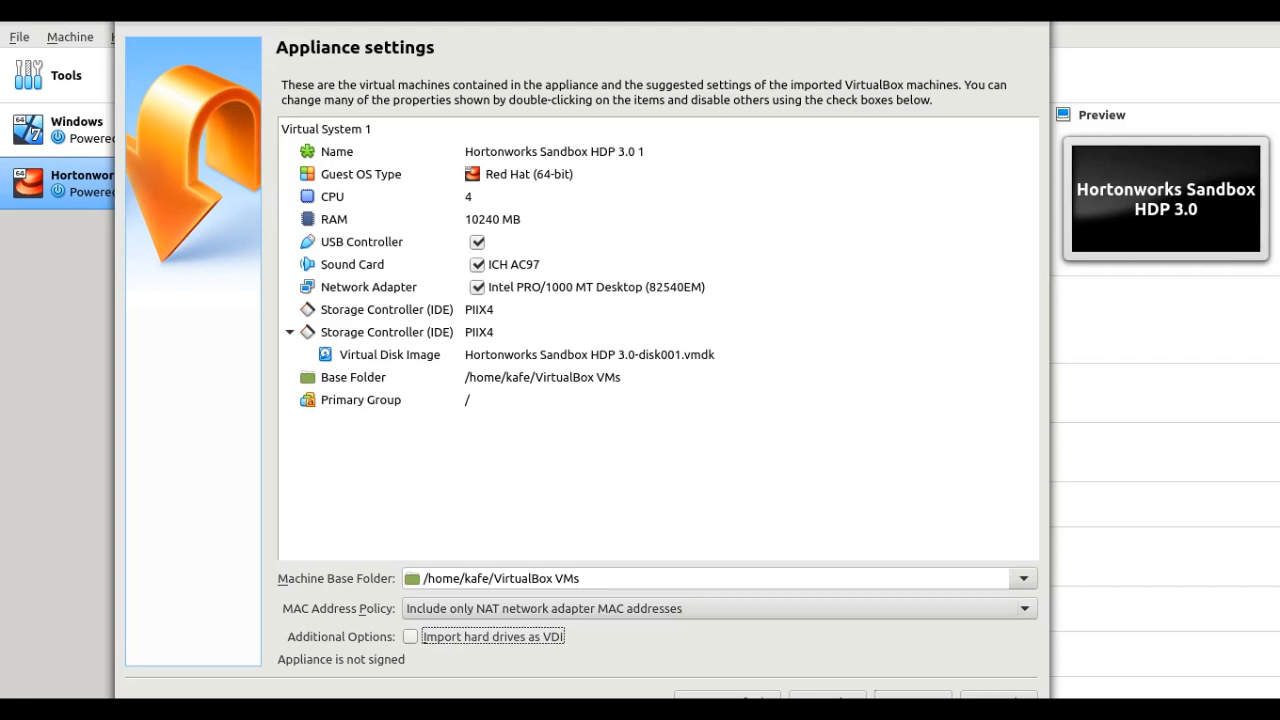 File Machine
Tools
Windows
Powere
Hortonwor
Powere
Appliance settings
These are the virtual machines contained in the appliance and the suggested settings of the imported VirtualBox machines. You can
change many of the properties shown by double-clicking on the items and disable others using the check boxes below.
Virtual System 1
Name Hortonworks Sandbox HDP 3.0 1
Guest OS Type Red Hat (64-bit)
CPU 4
RAM 10240 MB
USB Controller
Sound Card ICH AC97
Network Adapter Intel PRO/1000 MT Desktop (82540EM)
Storage Controller (IDE) PIIX4
Storage Controller (IDE) PIIX4
Virtual Disk Image Hortonworks Sandbox HDP 3.0-disk001.vmdk
Base Folder /home/kafe/VirtualBox VMs
Primary Group /
Machine Base Folder: /home/kafe/VirtualBox VMs
MAC Address Policy: Include only NAT network adapter MAC addresses
Additional Options: Import hard drives as VDI
Appliance is not signed
Preview
Hortonworks Sandbox
HDP 3.0